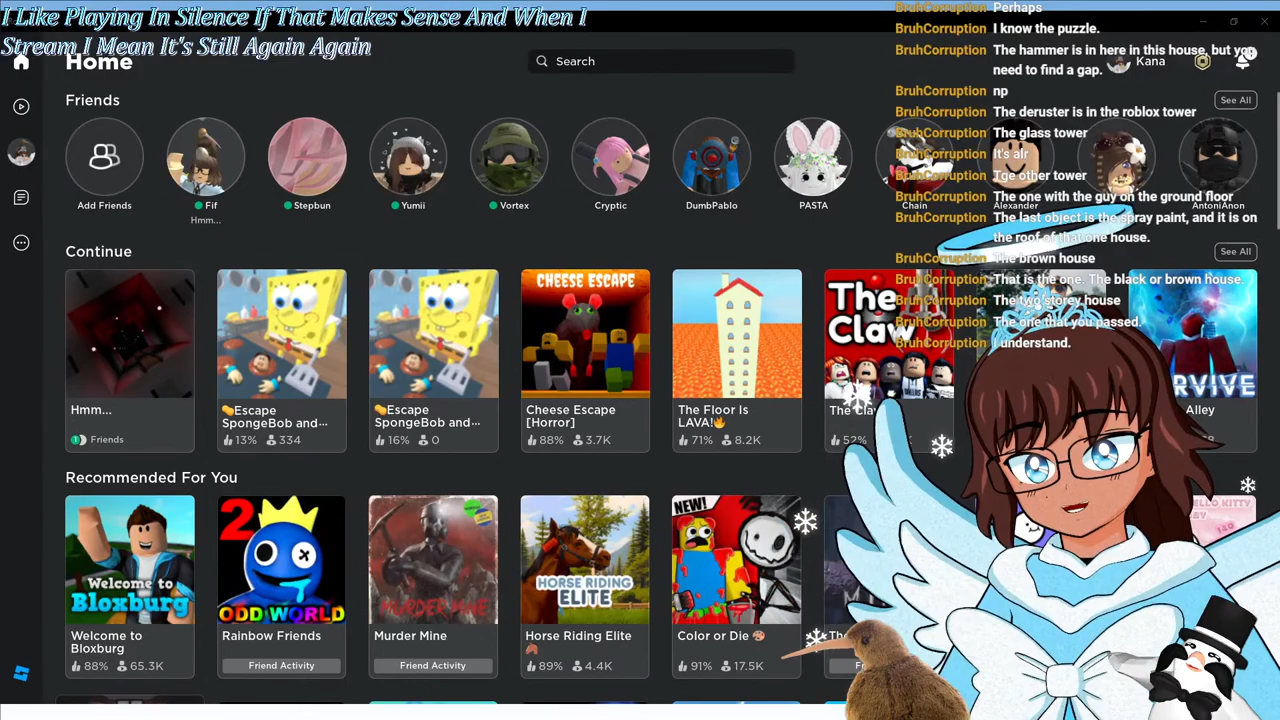 I Like Playing In Silence If That Makes Sense And When I
Stream I Mean It's Still Again Again
BruhCorruption Perhaps
BruhCorruption I know the puzzle.
BruhCorruption The hammer is in here in this house, but you
need to find a gap.
BruhCorruption np
BruhCorruption The deruster is in the roblox tower
BruhCorruption The glass tower
BruhCorruption It's alr
BruhCorruption Tge other tower
BruhCorruption The one with the guy on the ground floor
BruhCorruption The last object is the spray paint, and it is on
the roof of that one house.
BruhCorruption The brown house
BruhCorruption That is the one. The black or brown house.
BruhCorruption The two storey house
BruhCorruption The one that you passed.
BruhCorruption I understand.
Home
Search
Kana
Friends
See All
Add Friends
Fif
Hmm...
Stepbun
Yumii
Vortex
Cryptic
DumbPablo
PASTA
Chain
Alexander
AntoniAnon
Continue
See All
CHEESE ESCAPE
The
Claw
Hmm...
Friends
Escape
SpongeBob and...
13% 334
Escape
SpongeBob and...
16% 0
Cheese Escape
[Horror]
88% 3.7K
The Floor Is
LAVA!
71% 8.2K
52%
Alley
Recommended For You
Welcome to
Bloxburg
2
ODD WORLD
MURDER MINE
HORSE RIDING
ELITE
NEW!
Welcome to
Bloxburg
88% 65.3K
Rainbow Friends
Friend Activity
Murder Mine
Friend Activity
Horse Riding Elite
89% 4.4K
Color or Die
91% 17.5K